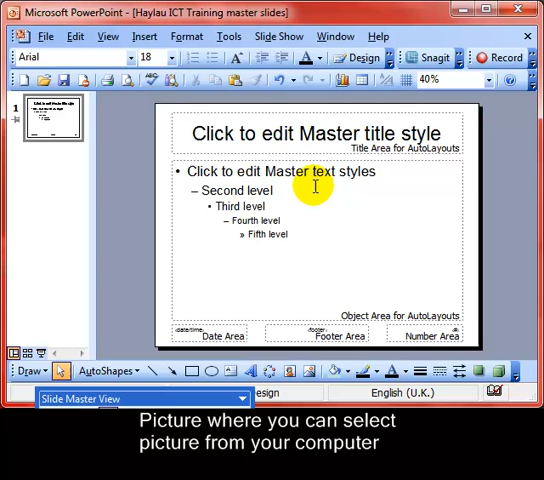 Microsoft PowerPoint - [Haylau ICT Training master slides]
File Edit View Insert Format Tools Slide Show Window Help
Arial 18 Design Snagit Record
40%
1
Click to edit Master title style
Title Area for AutoLayouts
• Click to edit Master text styles
– Second level
• Third level
– Fourth level
» Fifth level
Object Area for AutoLayouts
<date/time> <footer> <#>
Date Area Footer Area Number Area
Draw AutoShapes
Slide Master View esign English (U.K.)
Picture where you can select
picture from your computer